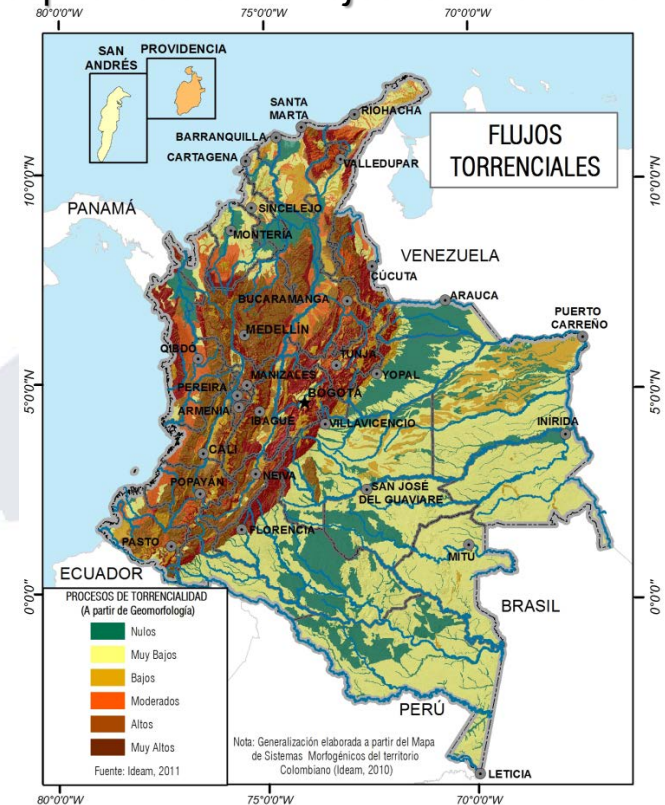 80°0'0"W
75°0'0"W
70°0'0"W
SAN
ANDRÉS
PROVIDENCIA
SANTA
MARTA
RIOHACHA
BARRANQUILLA
CARTAGENA
VALLEDUPAR
FLUJOS
TORRENCIALES
10°0'0"N
10°0'0"N
PANAMÁ
SINCELEJO
MONTERÍA
VENEZUELA
CÚCUTA
BUCARAMANGA
ARAUCA
PUERTO
CARREÑO
MEDELLÍN
QIBDÓ
TUNJA
YOPAL
MANIZALES
PEREIRA
BOGOTÁ
5°0'0"N
5°0'0"N
ARMENIA
IBAGUÉ
VILLAVICENCIO
INÍRIDA
CALI
NEIVA
POPAYÁN
SAN JOSÉ
DEL GUAVIARE
FLORENCIA
PASTO
MITÚ
ECUADOR
0°0'0"
0°0'0"
BRASIL
PROCESOS DE TORRENCIALIDAD
(A partir de Geomorfología)
Nulos
Muy Bajos
Bajos
Moderados
Altos
Muy Altos
Fuente: Ideam, 2011
PERÚ
Nota: Generalización elaborada a partir del Mapa
de Sistemas Morfogénicos del territorio
Colombiano (Ideam, 2010)
LETICIA
80°0'0"W
75°0'0"W
70°0'0"W